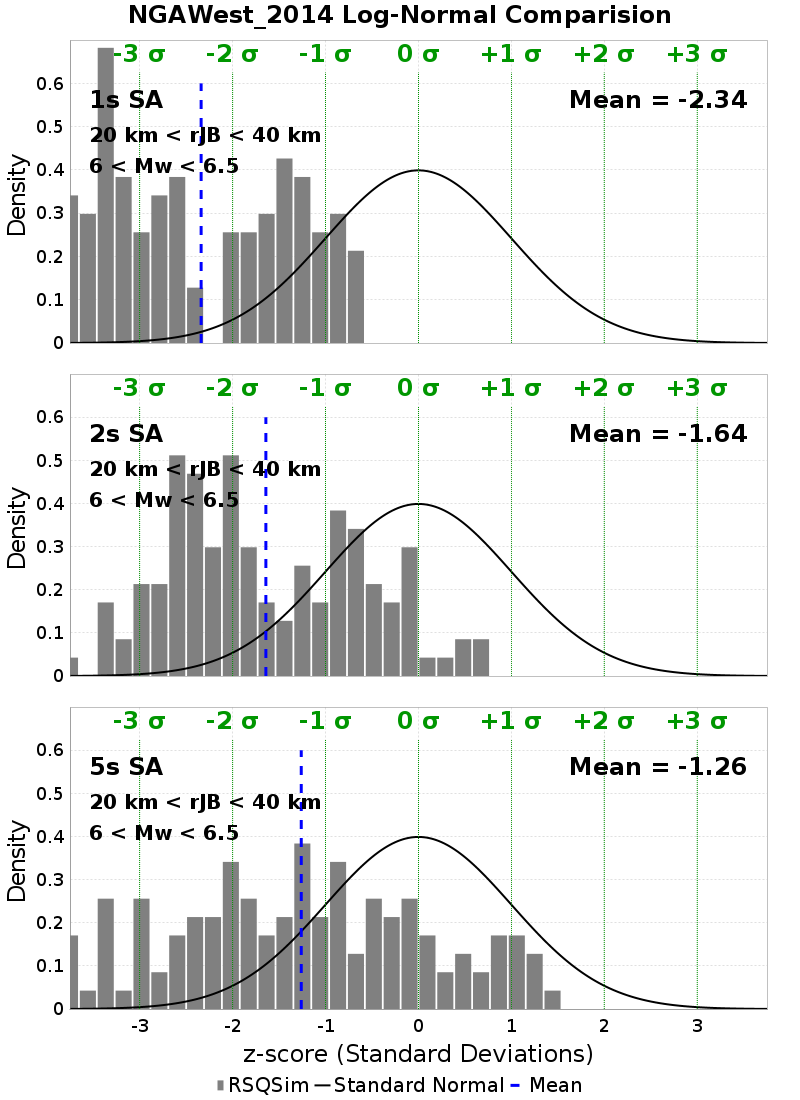 NGAWest_2014 Log-Normal Comparision
-3 σ -2 σ -1 σ 0 σ +1 σ +2 σ +3 σ
0.6
1s SA Mean = -2.34
0.5
20 km < rJB < 40 km
6 < Mw < 6.5
0.4
Density
0.3
0.2
0.1
0
-3 σ -2 σ -1 σ 0 σ +1 σ +2 σ +3 σ
0.6
2s SA Mean = -1.64
0.5
20 km < rJB < 40 km
6 < Mw < 6.5
0.4
Density
0.3
0.2
0.1
0
-3 σ -2 σ -1 σ 0 σ +1 σ +2 σ +3 σ
0.6
5s SA Mean = -1.26
0.5
20 km < rJB < 40 km
6 < Mw < 6.5
0.4
Density
0.3
0.2
0.1
0
-3 -2 -1 0 1 2 3
z-score (Standard Deviations)
RSQSim Standard Normal Mean